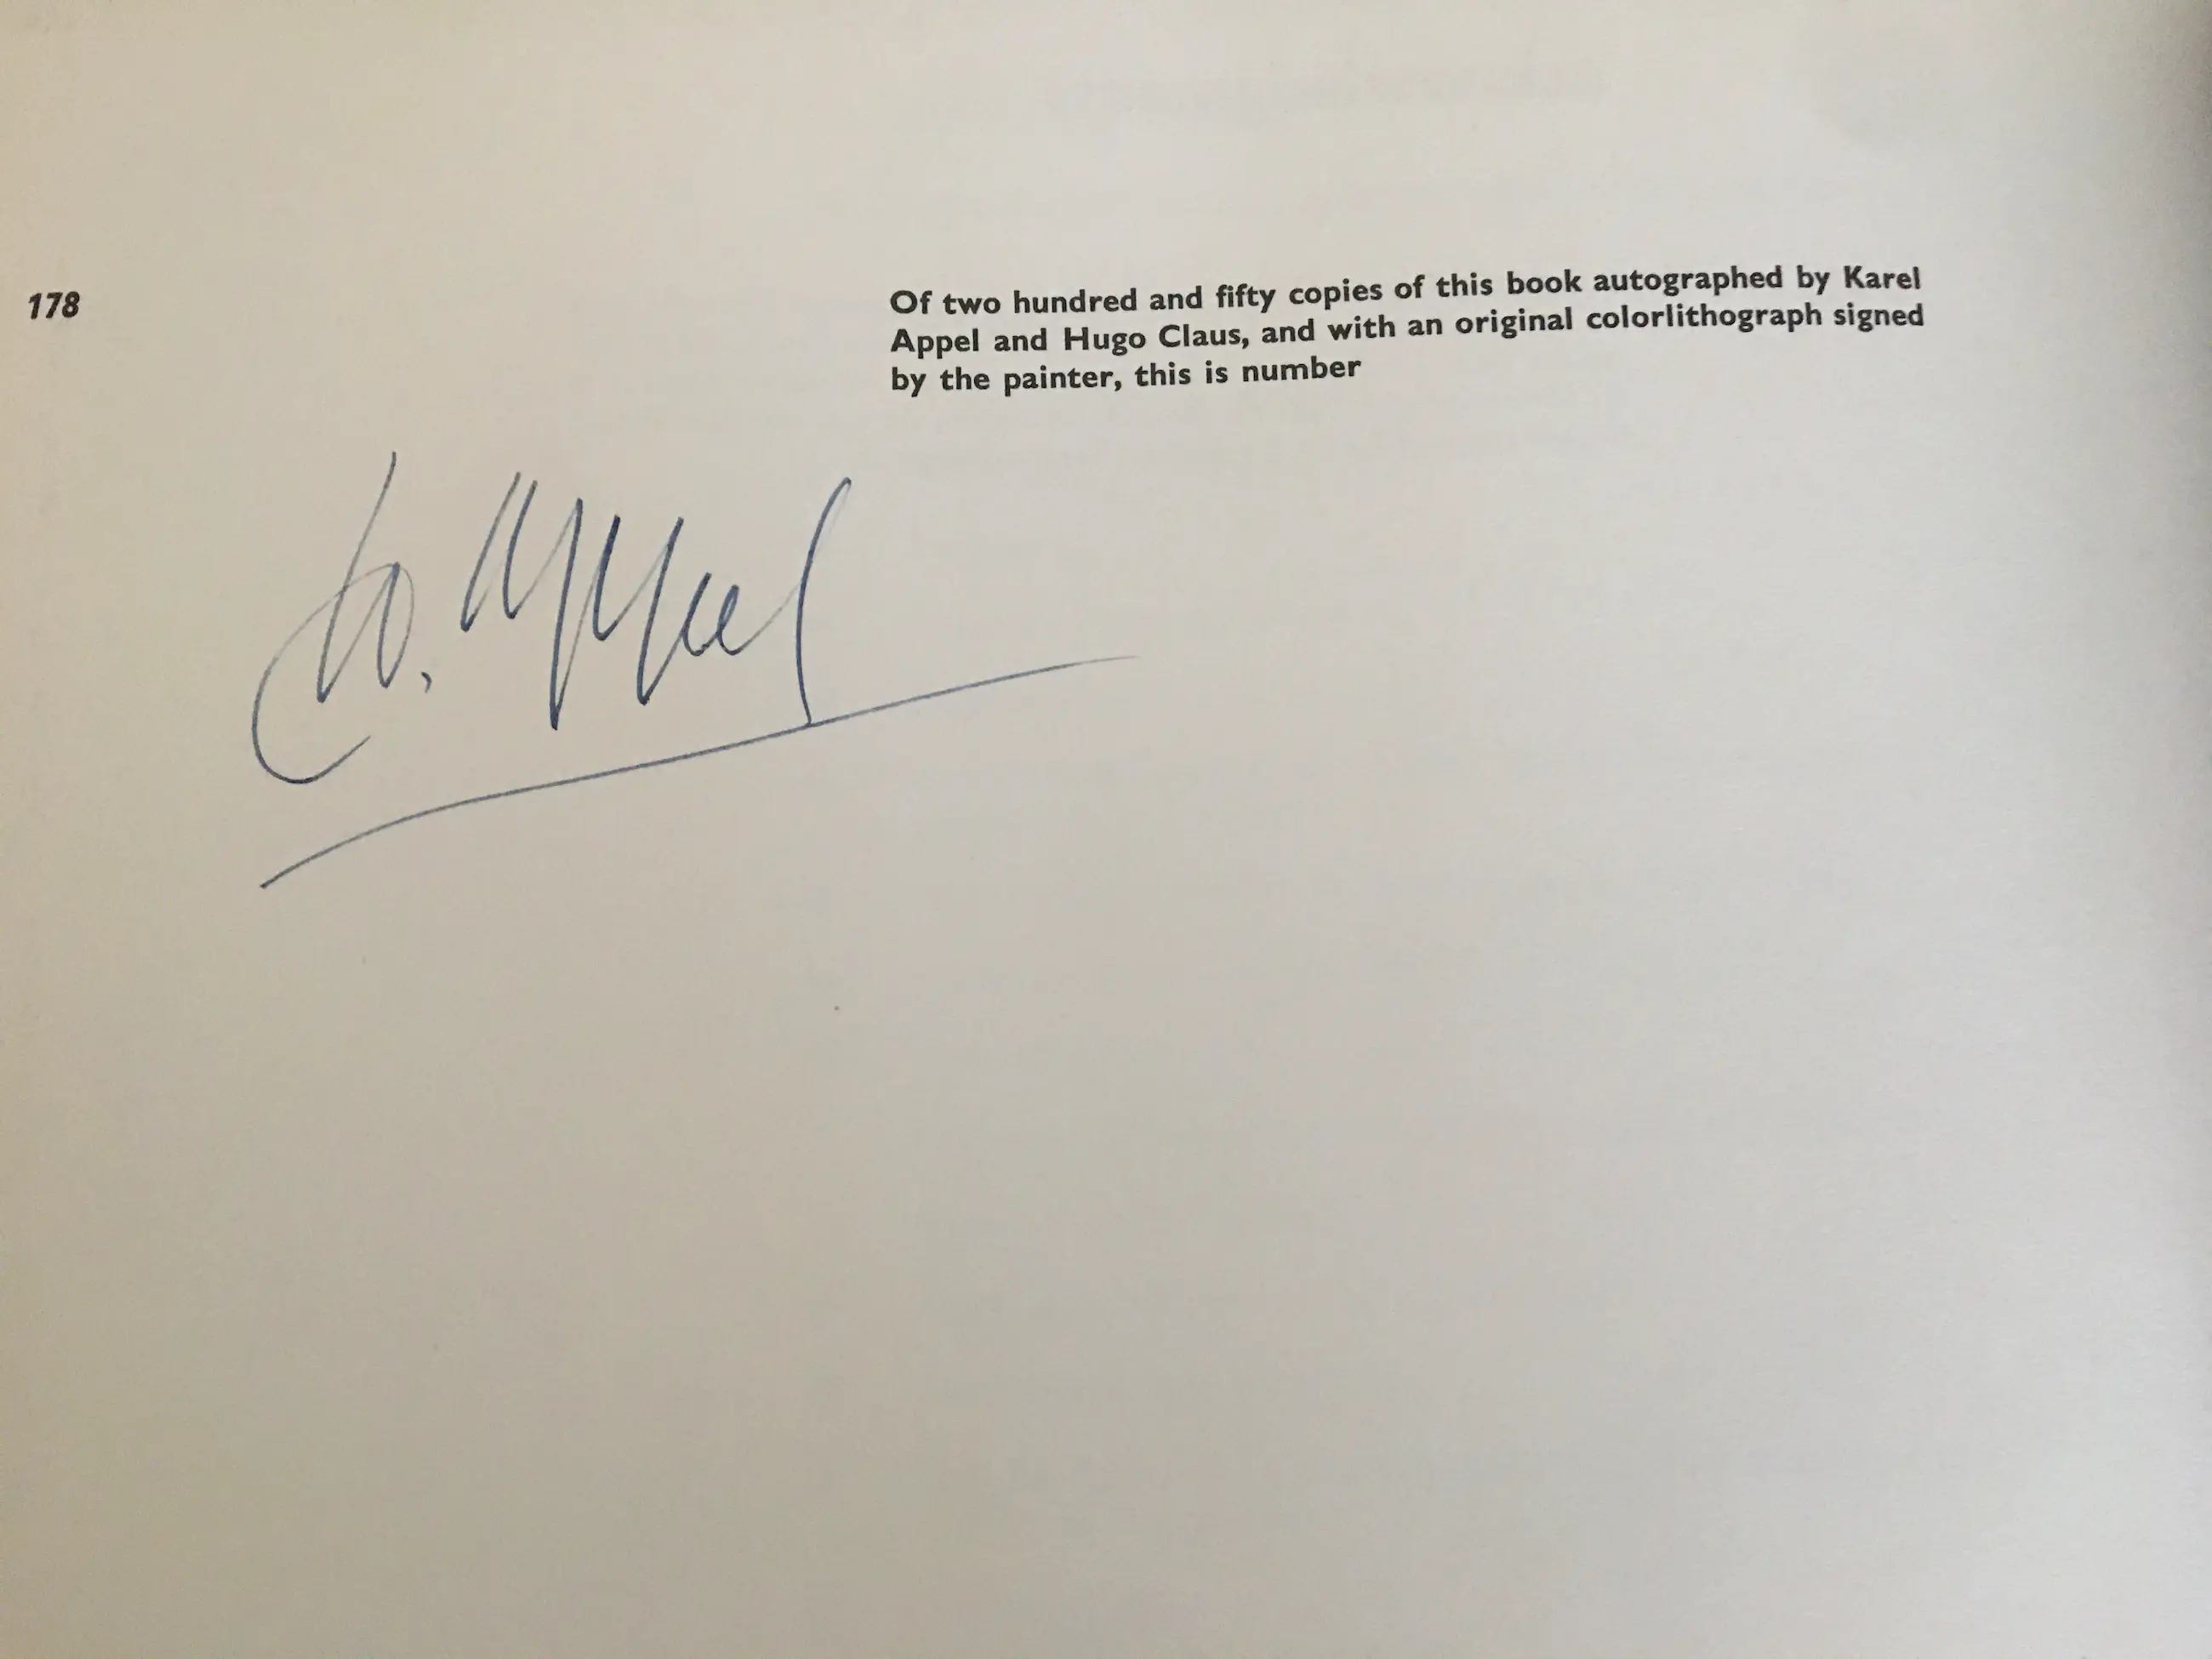 178
Of two hundred and fifty copies of this book autographed by Karel
Appel and Hugo Claus, and with an original colorlithograph signed
by the painter, this is number
Appel